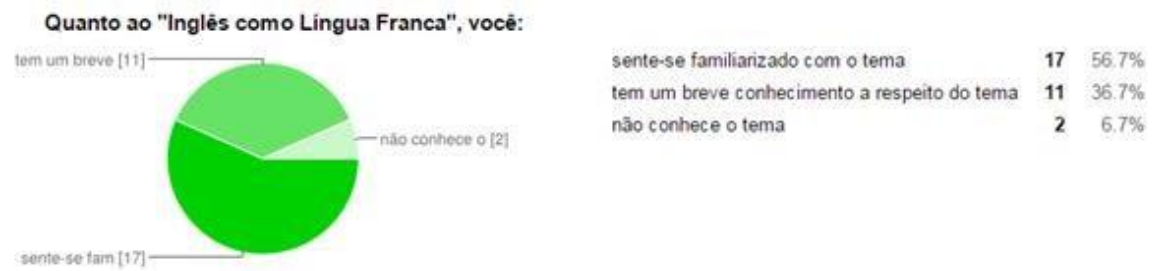 Quanto ao "Inglês como Língua Franca", você:
tem um breve [11]
não conhece o [2]
sente-se fam [17]
sente-se familiarizado com o tema 17 56.7%
tem um breve conhecimento a respeito do tema 11 36.7%
não conhece o tema 2 6.7%